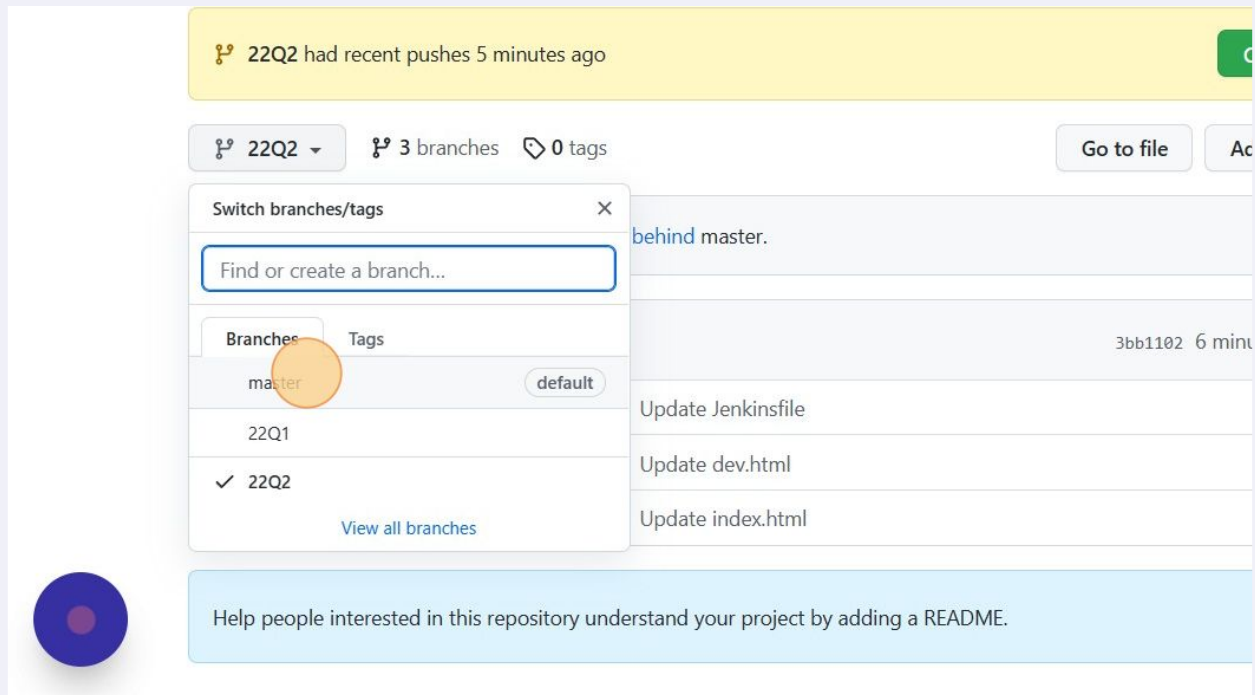 22Q2 had recent pushes 5 minutes ago
22Q2 3 branches 0 tags Go to file
Switch branches/tags
behind master.
Find or create a branch...
Branches Tags
3bb1102 6
master default
Update Jenkinsfile
22Q1
Update dev.html
22Q2
Update index.html
View all branches
Help people interested in this repository understand your project by adding a README.